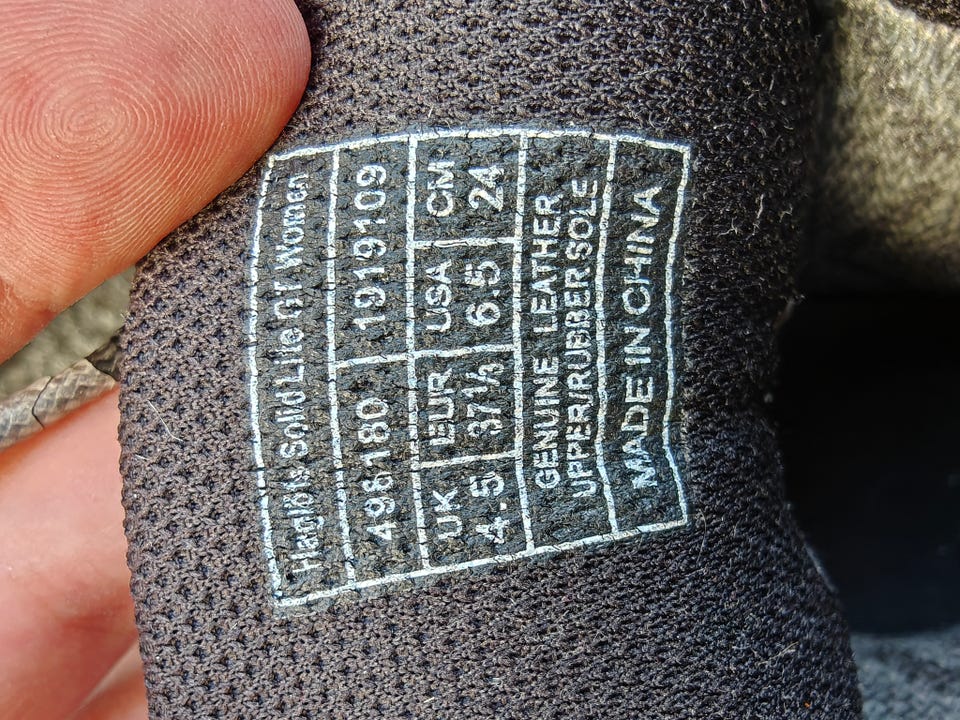 Haglöfs Solid Lite Women
498180 1919109
UK EUR USA CM
4.5 37⅓ 6.5 24
GENUINE LEATHER
UPPER/RUBBER SOLE
MADE IN CHINA